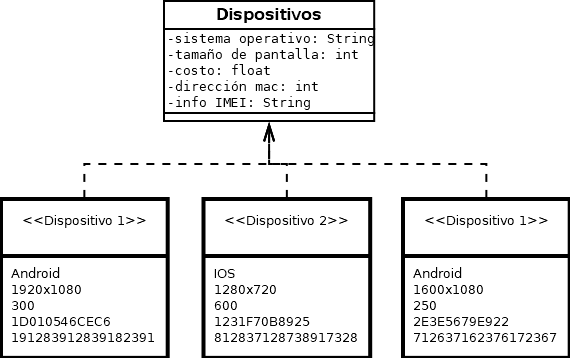 Dispositivos
-sistema operativo: String
-tamaño de pantalla: int
-costo: float
-dirección mac: int
-info IMEI: String
<<Dispositivo 1>>
Android
1920x1080
300
1D010546CEC6
191283912839182391
<<Dispositivo 2>>
IOS
1280x720
600
1231F70B8925
812837128738917328
<<Dispositivo 1>>
Android
1600x1080
250
2E3E5679E922
712637162376172367